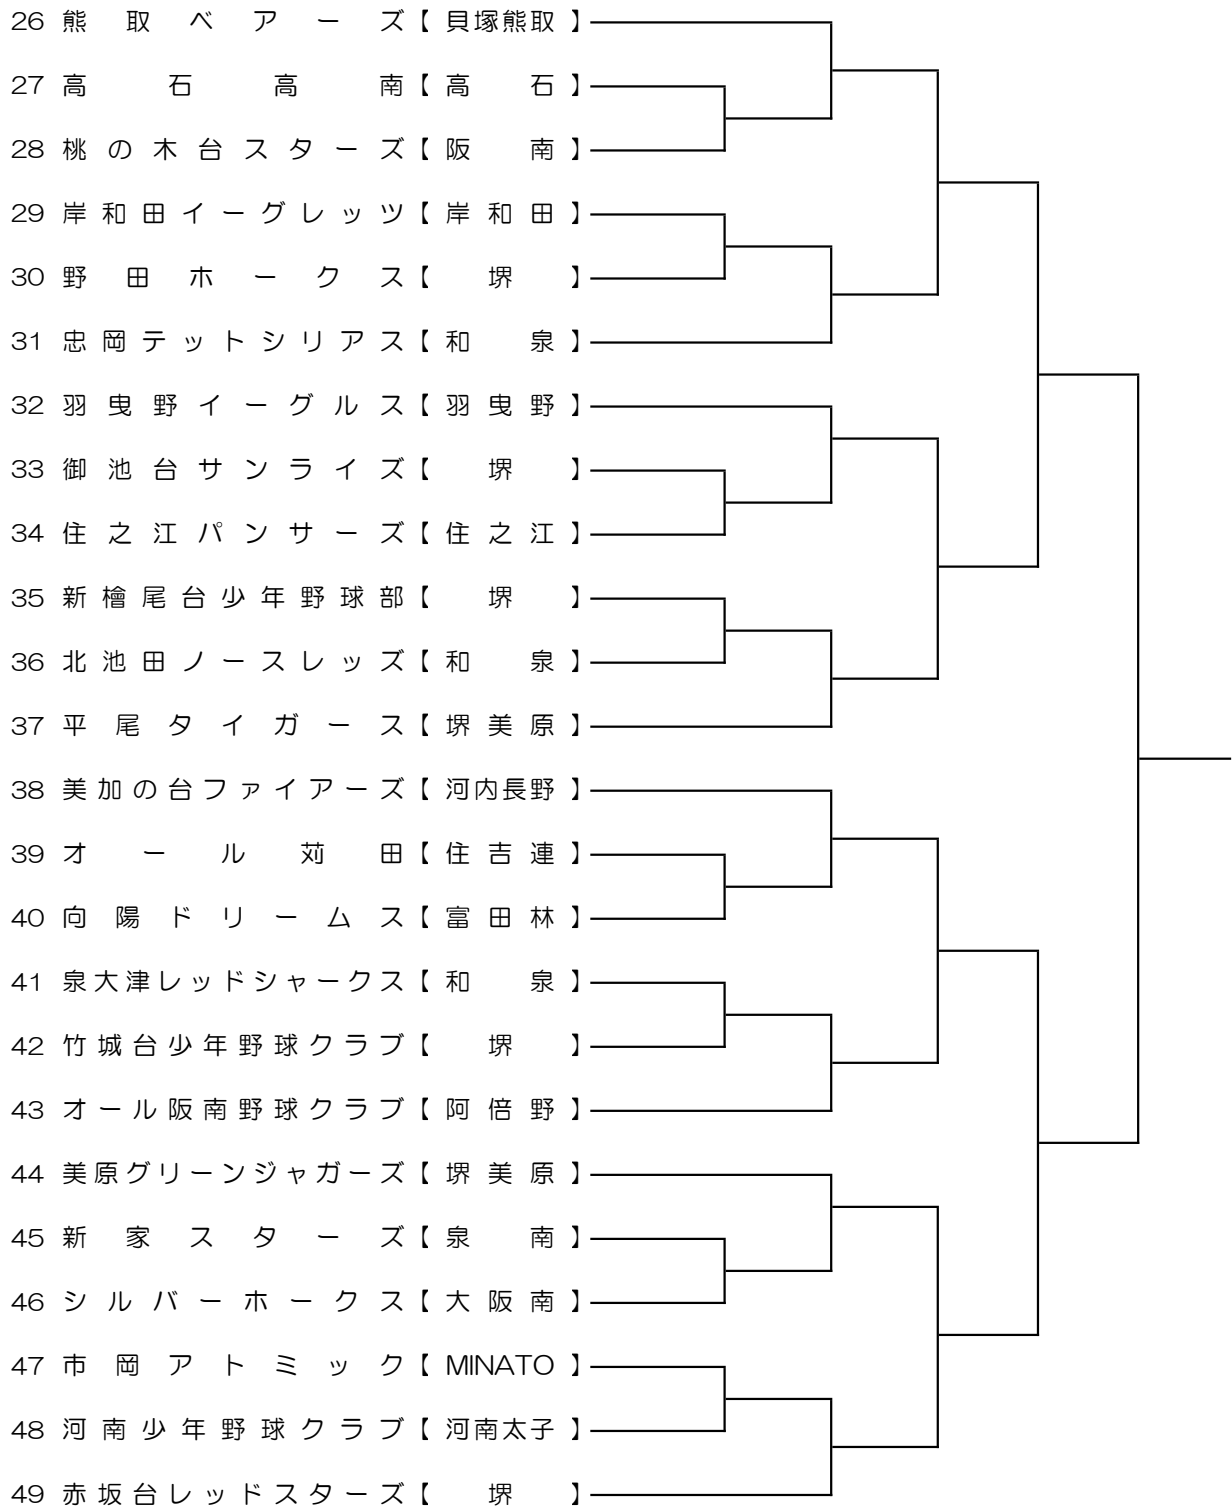 26 熊取ベアーズ【貝塚熊取】
27 高石高南【高石】
28 桃の木台スターズ【阪南】
29 岸和田イーグレッツ【岸和田】
30 野田ホークス【堺】
31 忠岡テットシリアス【和泉】
32 羽曳野イーグルス【羽曳野】
33 御池台サンライズ【堺】
34 住之江パンサーズ【住之江】
35 新檜尾台少年野球部【堺】
36 北池田ノースレッズ【和泉】
37 平尾タイガース【堺美原】
38 美加の台ファイアーズ【河内長野】
39 オール苅田【住吉連】
40 向陽ドリームス【富田林】
41 泉大津レッドシャークス【和泉】
42 竹城台少年野球クラブ【堺】
43 オール阪南野球クラブ【阿倍野】
44 美原グリーンジャガーズ【堺美原】
45 新家スターズ【泉南】
46 シルバーホークス【大阪南】
47 市岡アトミック【MINATO】
48 河南少年野球クラブ【河南太子】
49 赤坂台レッドスターズ【堺】